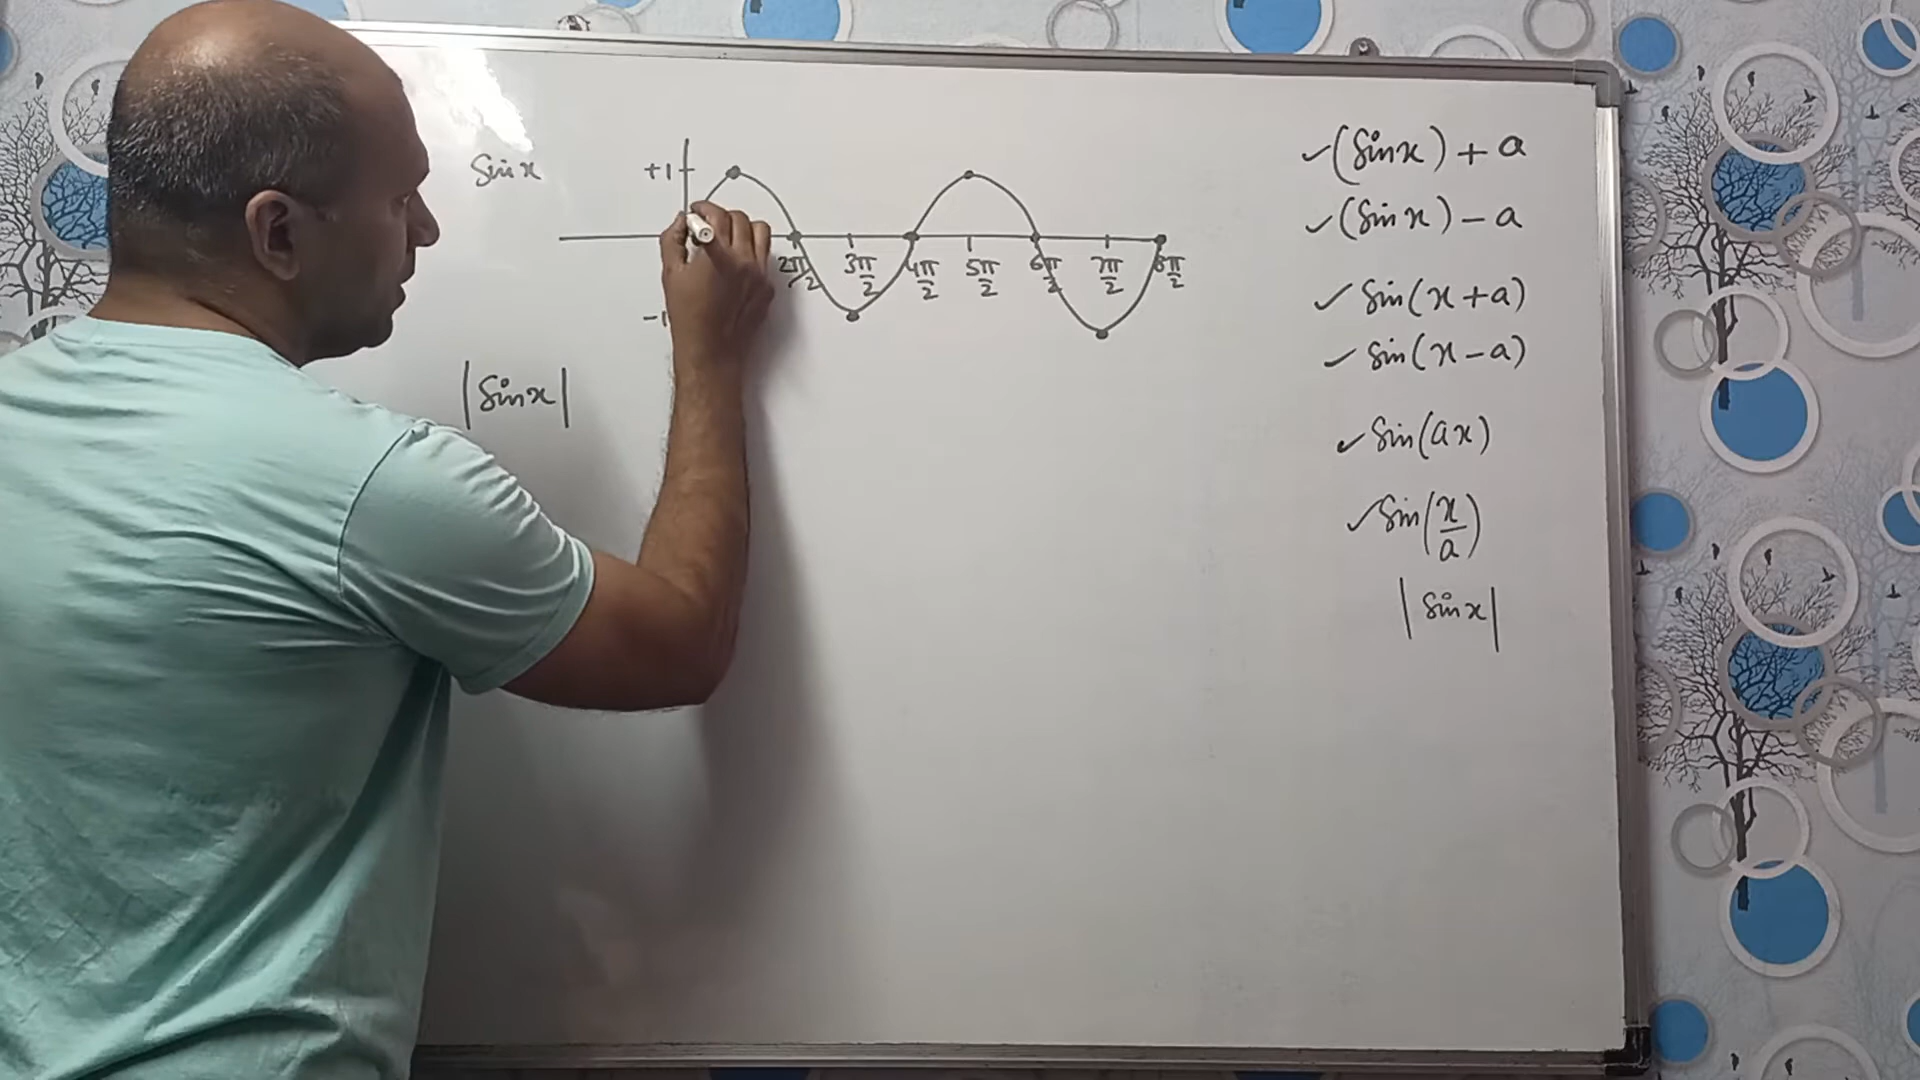 Sin x
+1
2π/2 3π/2 4π/2 5π/2 6π/2 7π/2 8π/2
-1
|Sin x|
✓(Sin x) + a
✓(Sin x) - a
✓ Sin(x + a)
✓ Sin(x - a)
✓ Sin(ax)
✓ Sin(x/a)
|Sin x|